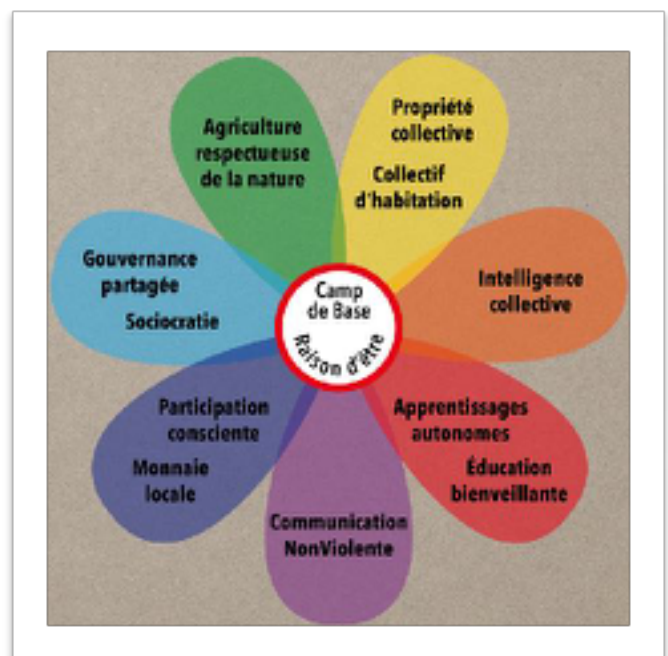 Agriculture
respectueuse
de la nature
Propriété
collective
Collectif
d'habitation
Gouvernance
partagée
Sociocratie
Intelligence
collective
Camp
de Base
Raison d'être
Participation
consciente
Monnaie
locale
Apprentissages
autonomes
Éducation
bienveillante
Communication
NonViolente